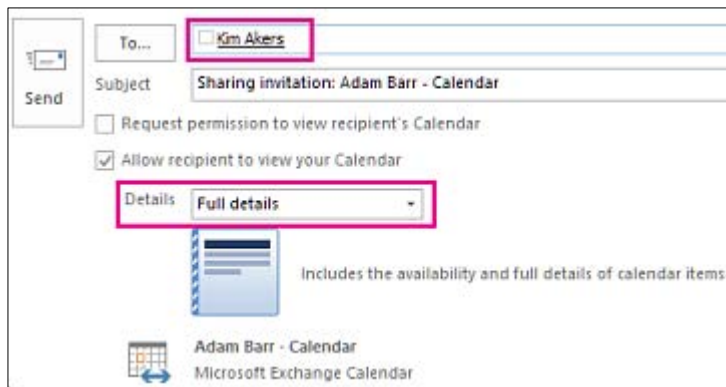 To...
Kim Akers
Send
Subject
Sharing invitation: Adam Barr - Calendar
Request permission to view recipient's Calendar
Allow recipient to view your Calendar
Details
Full details
Includes the availability and full details of calendar items
Adam Barr - Calendar
Microsoft Exchange Calendar